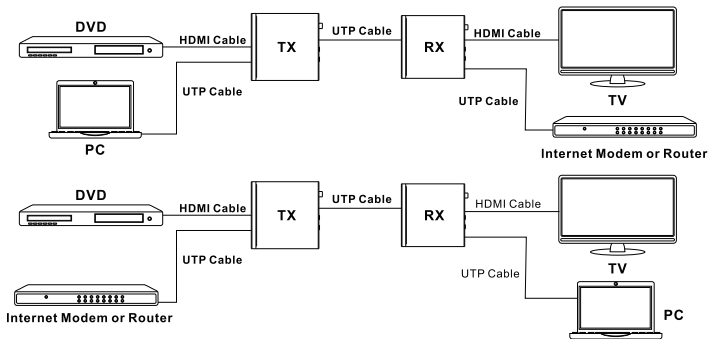 DVD
HDMI Cable
TX
UTP Cable
RX
HDMI Cable
TV
UTP Cable
PC
UTP Cable
Internet Modem or Router
DVD
HDMI Cable
TX
UTP Cable
RX
HDMI Cable
TV
UTP Cable
Internet Modem or Router
UTP Cable
PC